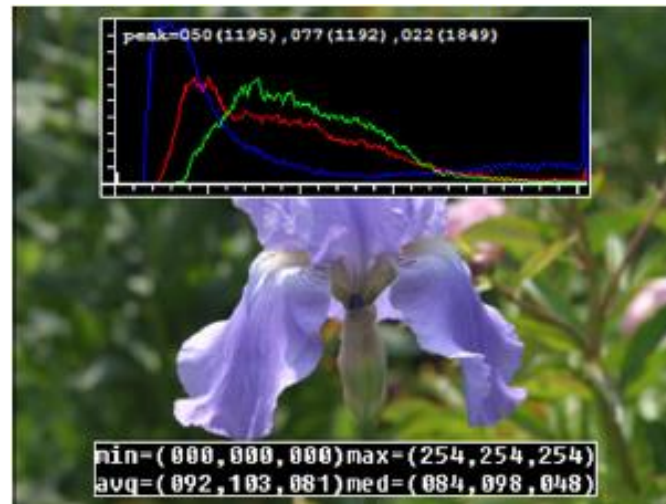 peak=050(1195),077(1192),022(1849)
min=(000,000,000)max=(254,254,254)
avg=(092,103,081)med=(084,098,048)